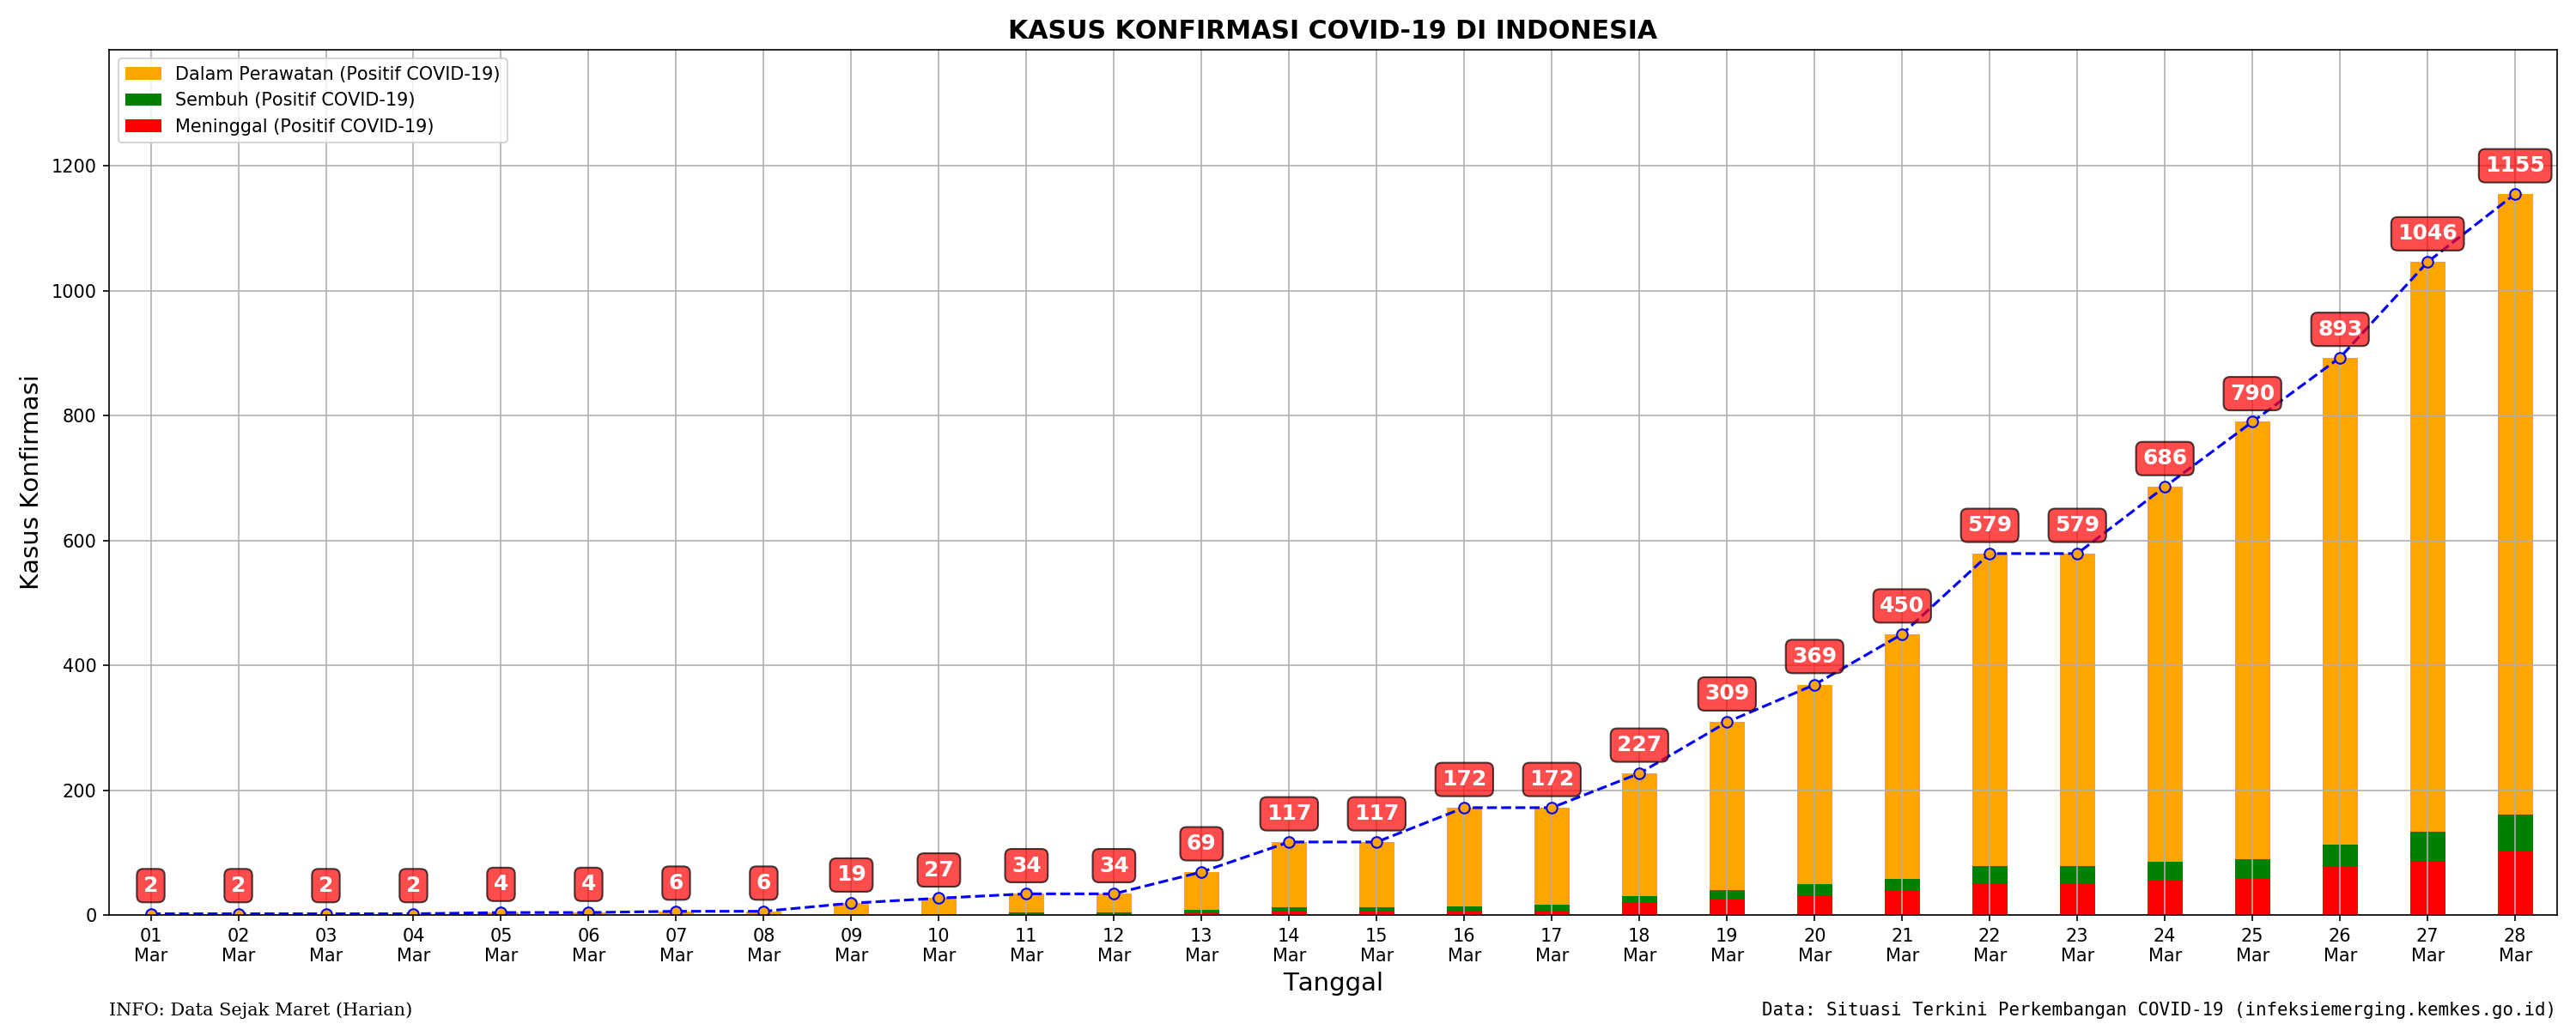 KASUS KONFIRMASI COVID-19 DI INDONESIA
Dalam Perawatan (Positif COVID-19)
Sembuh (Positif COVID-19)
Meninggal (Positif COVID-19)
Kasus Konfirmasi
1200
1000
800
600
400
200
0
2 2 2 2 4 4 6 6 19 27 34 34 69 117 117 172 172 227 309 369 450 579 579 686 790 893 1046 1155
01 02 03 04 05 06 07 08 09 10 11 12 13 14 15 16 17 18 19 20 21 22 23 24 25 26 27 28
Mar Mar Mar Mar Mar Mar Mar Mar Mar Mar Mar Mar Mar Mar Mar Mar Mar Mar Mar Mar Mar Mar Mar Mar Mar Mar Mar Mar
Tanggal
INFO: Data Sejak Maret (Harian)
Data: Situasi Terkini Perkembangan COVID-19 (infeksiemerging.kemkes.go.id)